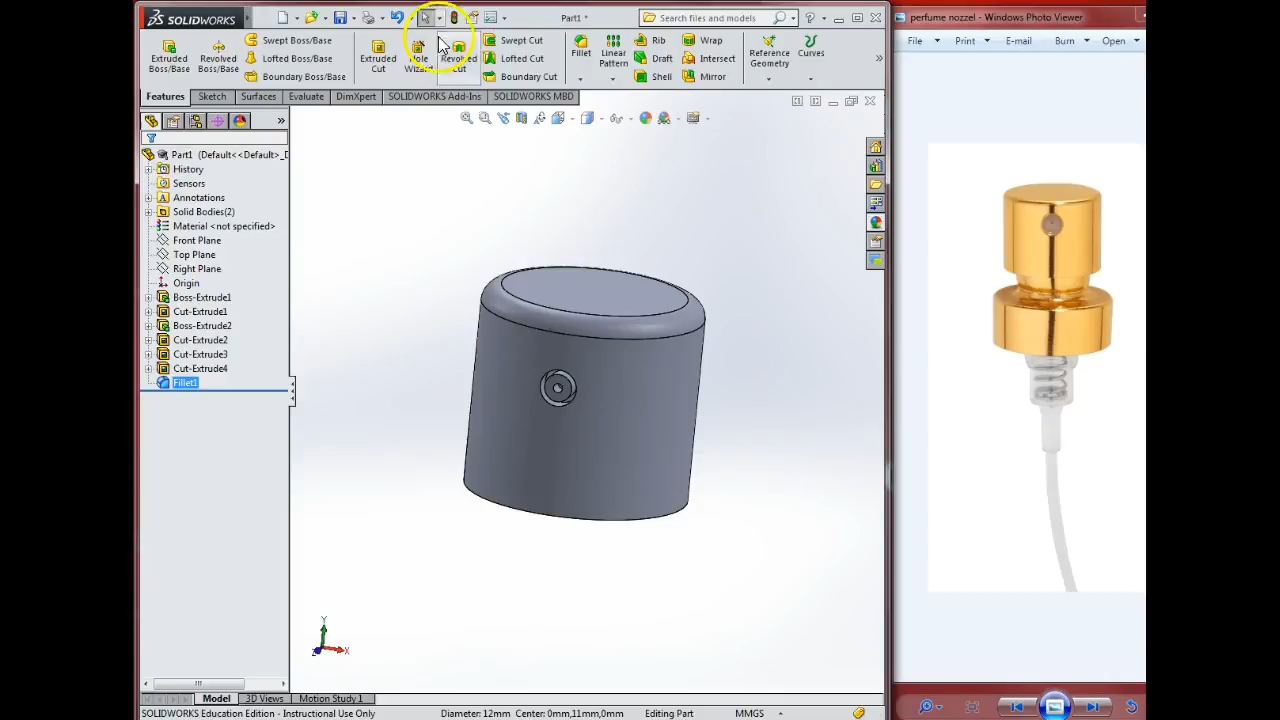 SOLIDWORKS
Part1 *
Search files and models
perfume nozzel - Windows Photo Viewer
File
Print
E-mail
Burn
Open
Extruded Boss/Base
Revolved Boss/Base
Swept Boss/Base
Lofted Boss/Base
Boundary Boss/Base
Extruded Cut
Hole Wizard
Revolved Cut
Swept Cut
Lofted Cut
Boundary Cut
Fillet
Linear Pattern
Rib
Draft
Shell
Wrap
Intersect
Mirror
Reference Geometry
Curves
Features
Sketch
Surfaces
Evaluate
DimXpert
SOLIDWORKS Add-Ins
SOLIDWORKS MBD
Part1 (Default<<Default>_D
History
Sensors
Annotations
Solid Bodies(2)
Material <not specified>
Front Plane
Top Plane
Right Plane
Origin
Boss-Extrude1
Cut-Extrude1
Boss-Extrude2
Cut-Extrude2
Cut-Extrude3
Cut-Extrude4
Fillet1
Y
X
Z
Model
3D Views
Motion Study 1
SOLIDWORKS Education Edition - Instructional Use Only
Diameter: 12mm Center: 0mm,11mm,0mm
Editing Part
MMGS